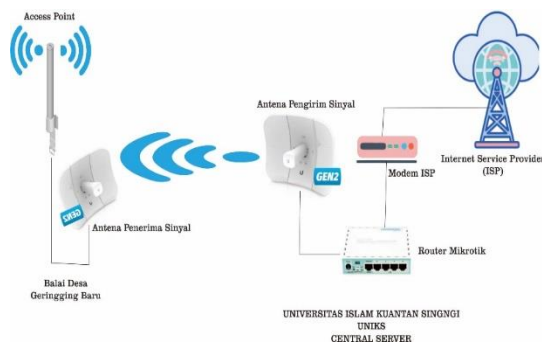 Access Point
Antena Pengirim Sinyal
GEN2
Modem ISP
Internet Service Provider
(ISP)
GEN2
Antena Penerima Sinyal
Router Mikrotik
Balai Desa
Geringging Baru
UNIVERSITAS ISLAM KUANTAN SINGNGI
UNIKS
CENTRAL SERVER